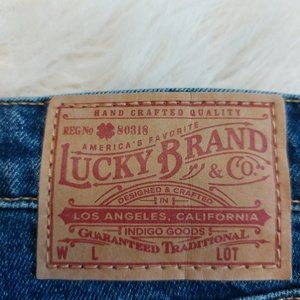 HAND CRAFTED QUALITY
REG No 80318
AMERICA'S FAVORITE
LUCKY BRAND
& Co.
DESIGNED & CRAFTED
IN
LOS ANGELES, CALIFORNIA
INDIGO GOODS
GUARANTEED TRADITIONAL
W L LOT